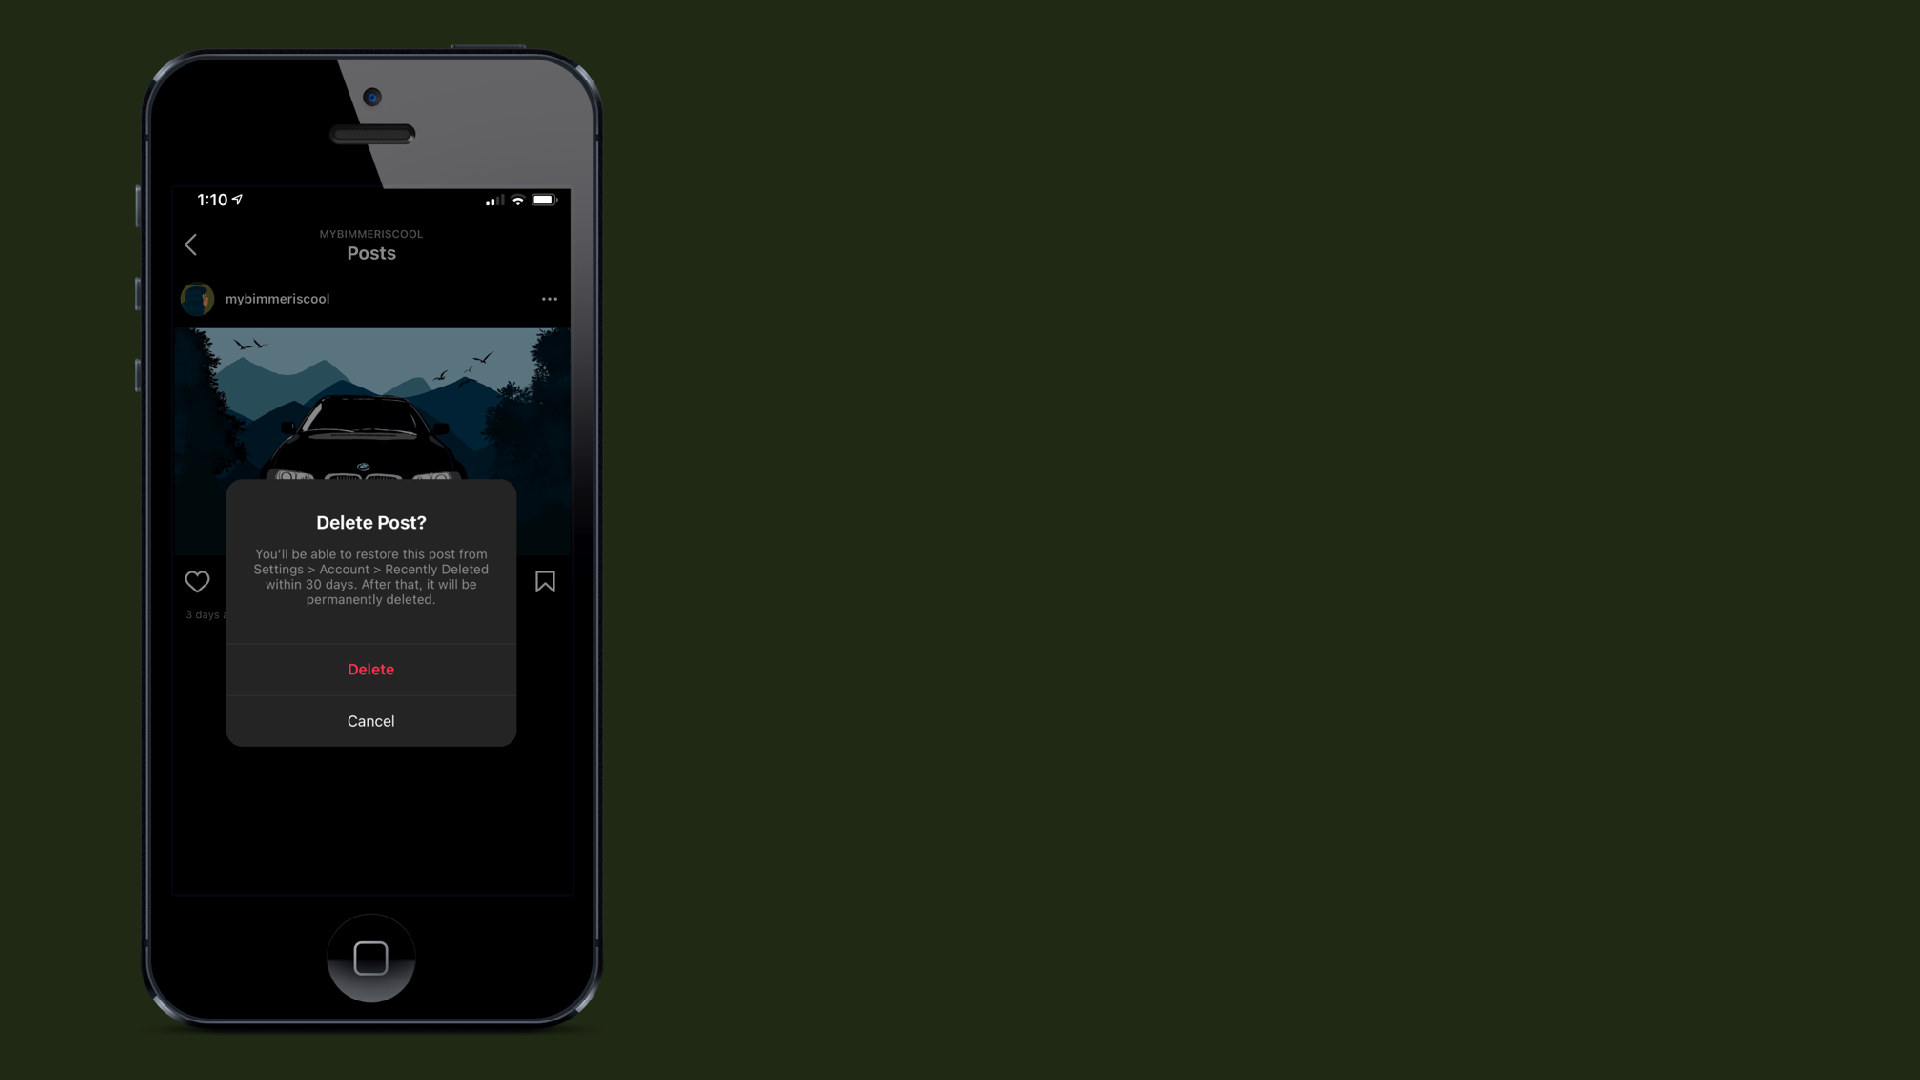 1:10
MYBIMMERISCOOL
Posts
mybimmeriscool
Delete Post?
You'll be able to restore this post from
Settings > Account > Recently Deleted
within 30 days. After that, it will be
permanently deleted.
3 days
Delete
Cancel